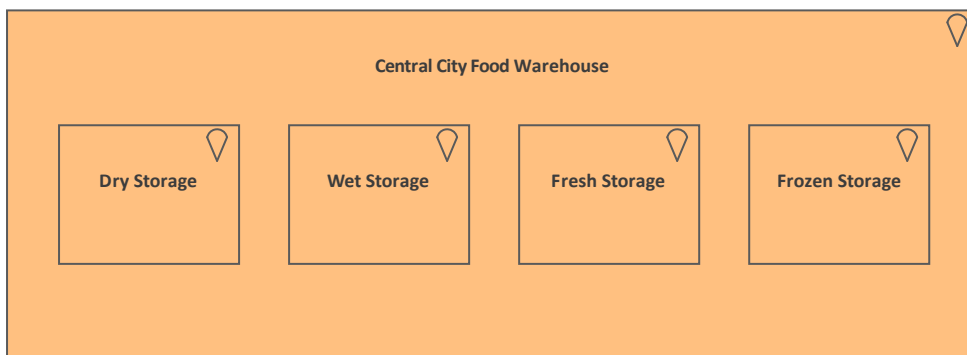 Central City Food Warehouse
Dry Storage
Wet Storage
Fresh Storage
Frozen Storage